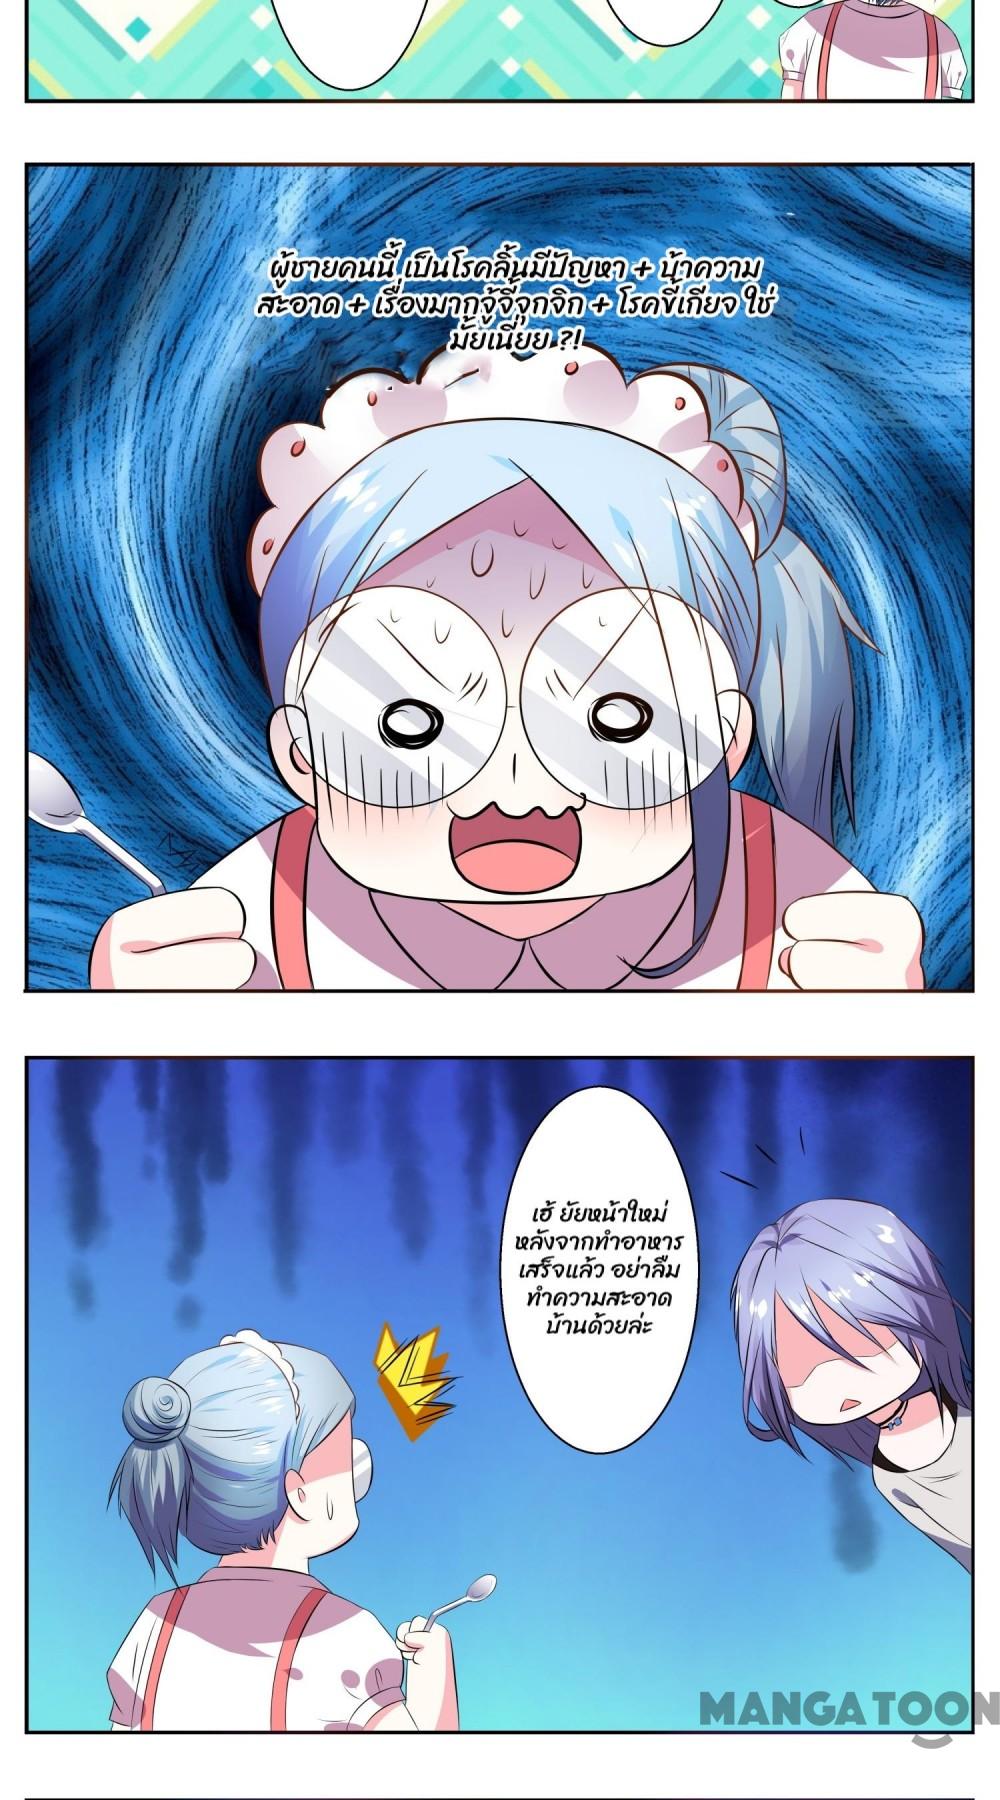 ผู้ชายคนนี้ เป็นโรคลิ้นมีปัญหา + บ้าความ
สะอาด + เรื่องมากจู้จี้จุกจิก + โรคขี้เกียจ ใช่
มั้ยเนี่ยย ?!
เฮ้ ยัยหน้าใหม่
หลังจากทำอาหาร
เสร็จแล้ว อย่าลืม
ทำความสะอาด
บ้านด้วยล่ะ
MANGATOON